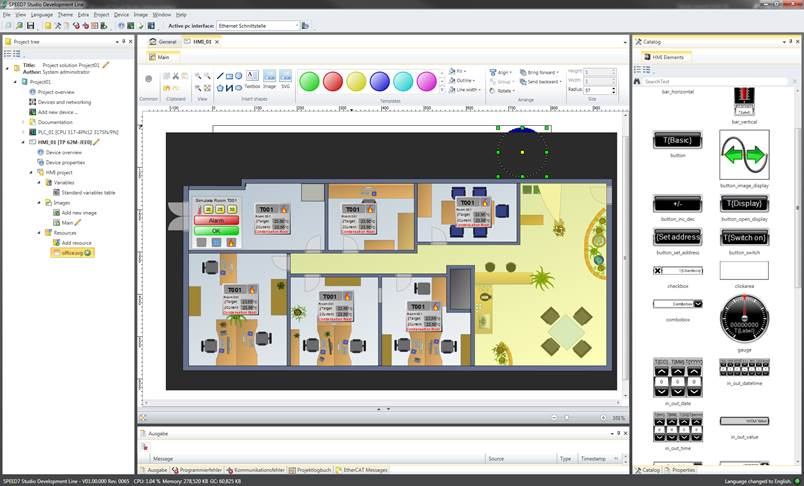 SPEED7 Studio Development Line
File View Language Theme Extra Project Device Image Window Help
Active pc interface: Ethernet Schnittstelle
Project tree
General HMI_01
Catalog
Main
HMI Elements
Title: Project solution Project01
Author: System administrator
Project01
Project overview
Devices and networking
Add new device ...
Documentation
PLC_01 [CPU 317-4PN12 317SN/PN]
HMI_01 [TP 62M-JEE0]
Device overview
Device properties
HMI project
Variables
Standard variables table
Images
Add new image
Main
Resources
Add resource
office.svg
Common
Clipboard
View
Textbox Image SVG
Insert shapes
Templates
Fill
Outline
Line width
Align
Group
Rotate
Bring forward
Send backward
Arrange
Height
Width
Radius 57
Size
SearchText
bar_horizontal
bar_vertical
T{Basic}
button
button_image_display
+/-
button_inc_dec
T{Display}
button_open_display
{Set address
button_set_address
T{Switch on}
button_switch
checkbox
clickarea
Combobox
combobox
00000000
T{Label}
gauge
in_out_date
in_out_datetime
in_out_time
in_out_value
Simulate Room T001
Alarm
OK
T001
T001
T001
T001
T001
T001
101%
Ausgabe
Message Source Type Timestamp
Ausgabe Programmierfehler Kommunikationsfehler Projektlogbuch EtherCAT Messages
Catalog Properties
SPEED7 Studio Development Line - V01.00.000 Rev. 0065 CPU: 1.04 % Memory: 278,520 KB GC: 60,825 KB
Language changed to English.